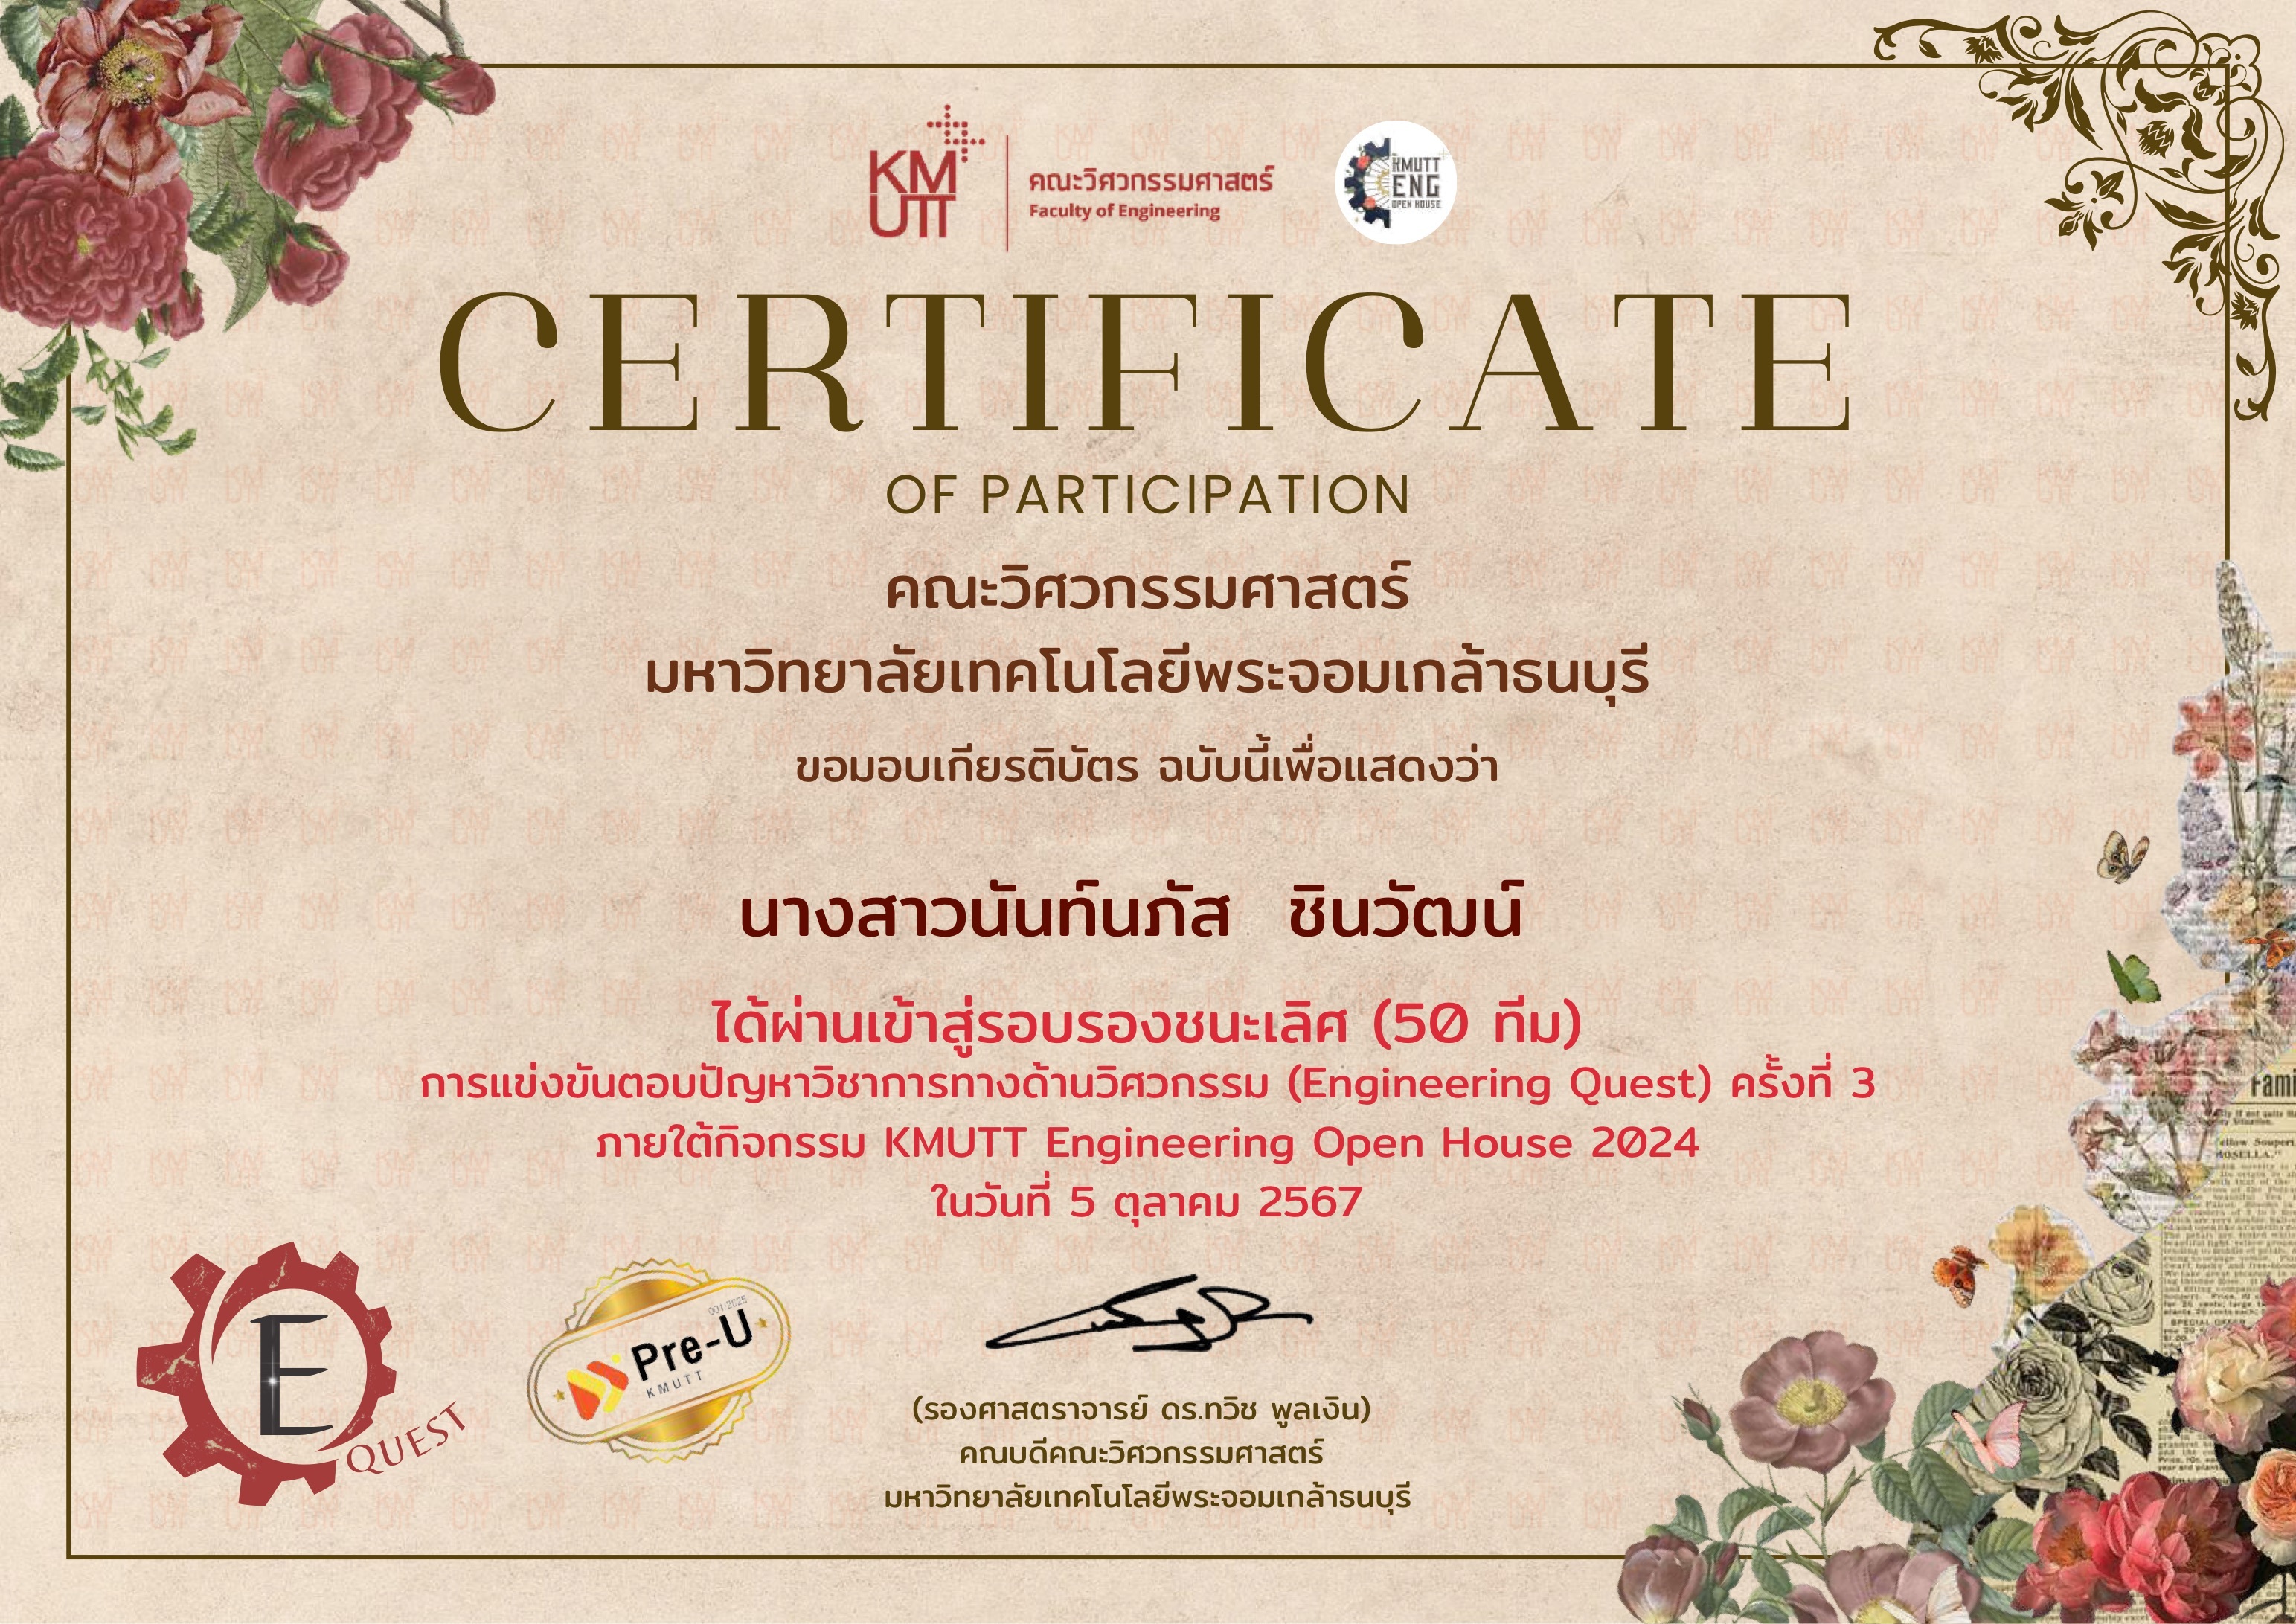 KM
UTT
คณะวิศวกรรมศาสตร์
Faculty of Engineering
KMUTT
ENG
OPEN HOUSE
CERTIFICATE
OF PARTICIPATION
คณะวิศวกรรมศาสตร์
มหาวิทยาลัยเทคโนโลยีพระจอมเกล้าธนบุรี
ขอมอบเกียรติบัตร ฉบับนี้เพื่อแสดงว่า
นางสาวนันท์นภัส ชินวัฒน์
ได้ผ่านเข้าสู่รอบรองชนะเลิศ (50 ทีม)
การแข่งขันตอบปัญหาวิชาการทางด้านวิศวกรรม (Engineering Quest) ครั้งที่ 3
ภายใต้กิจกรรม KMUTT Engineering Open House 2024
ในวันที่ 5 ตุลาคม 2567
E
QUEST
001/2025
Pre-U
KMUTT
(รองศาสตราจารย์ ดร.ทวิช พูลเงิน)
คณบดีคณะวิศวกรรมศาสตร์
มหาวิทยาลัยเทคโนโลยีพระจอมเกล้าธนบุรี